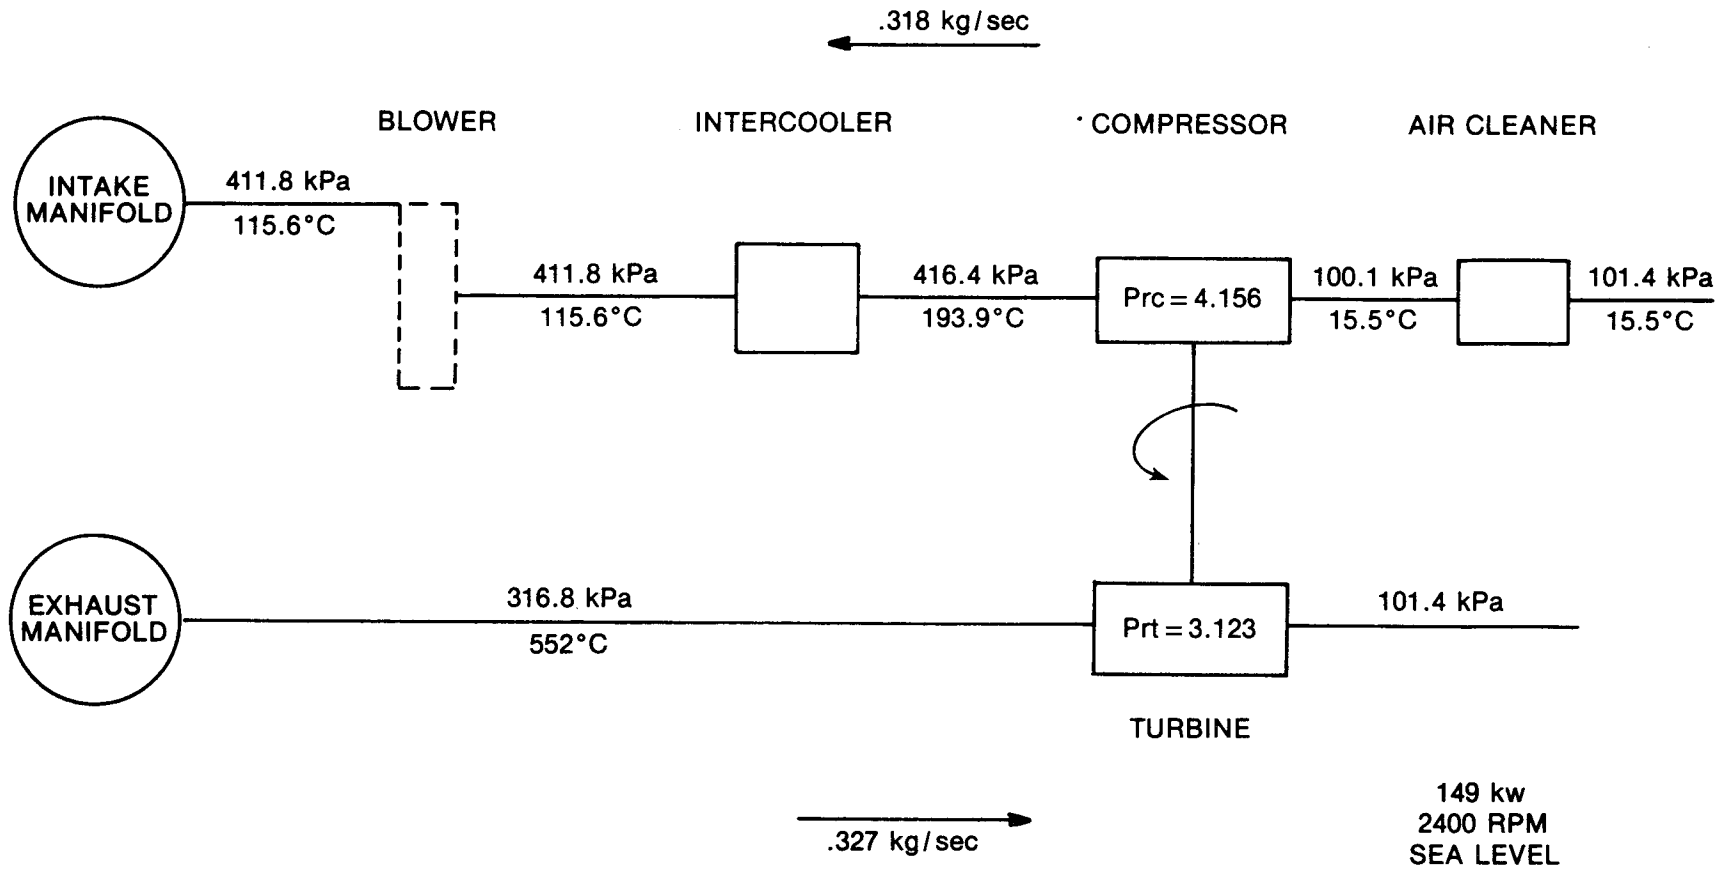 .318 kg/sec
BLOWER
INTERCOOLER
COMPRESSOR
AIR CLEANER
INTAKE
MANIFOLD
411.8 kPa
115.6°C
411.8 kPa
115.6°C
416.4 kPa
193.9°C
Prc = 4.156
100.1 kPa
15.5°C
101.4 kPa
15.5°C
EXHAUST
MANIFOLD
316.8 kPa
552°C
Prt = 3.123
101.4 kPa
TURBINE
.327 kg/sec
149 kw
2400 RPM
SEA LEVEL